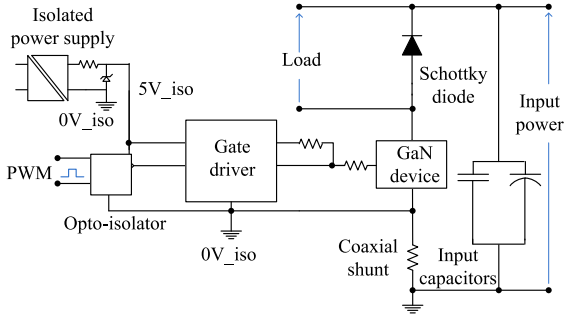 Isolated
power supply
5V_iso
0V_iso
PWM
Opto-isolator
Gate
driver
0V_iso
Load
Schottky
diode
GaN
device
Coaxial
shunt
Input
capacitors
Input
power